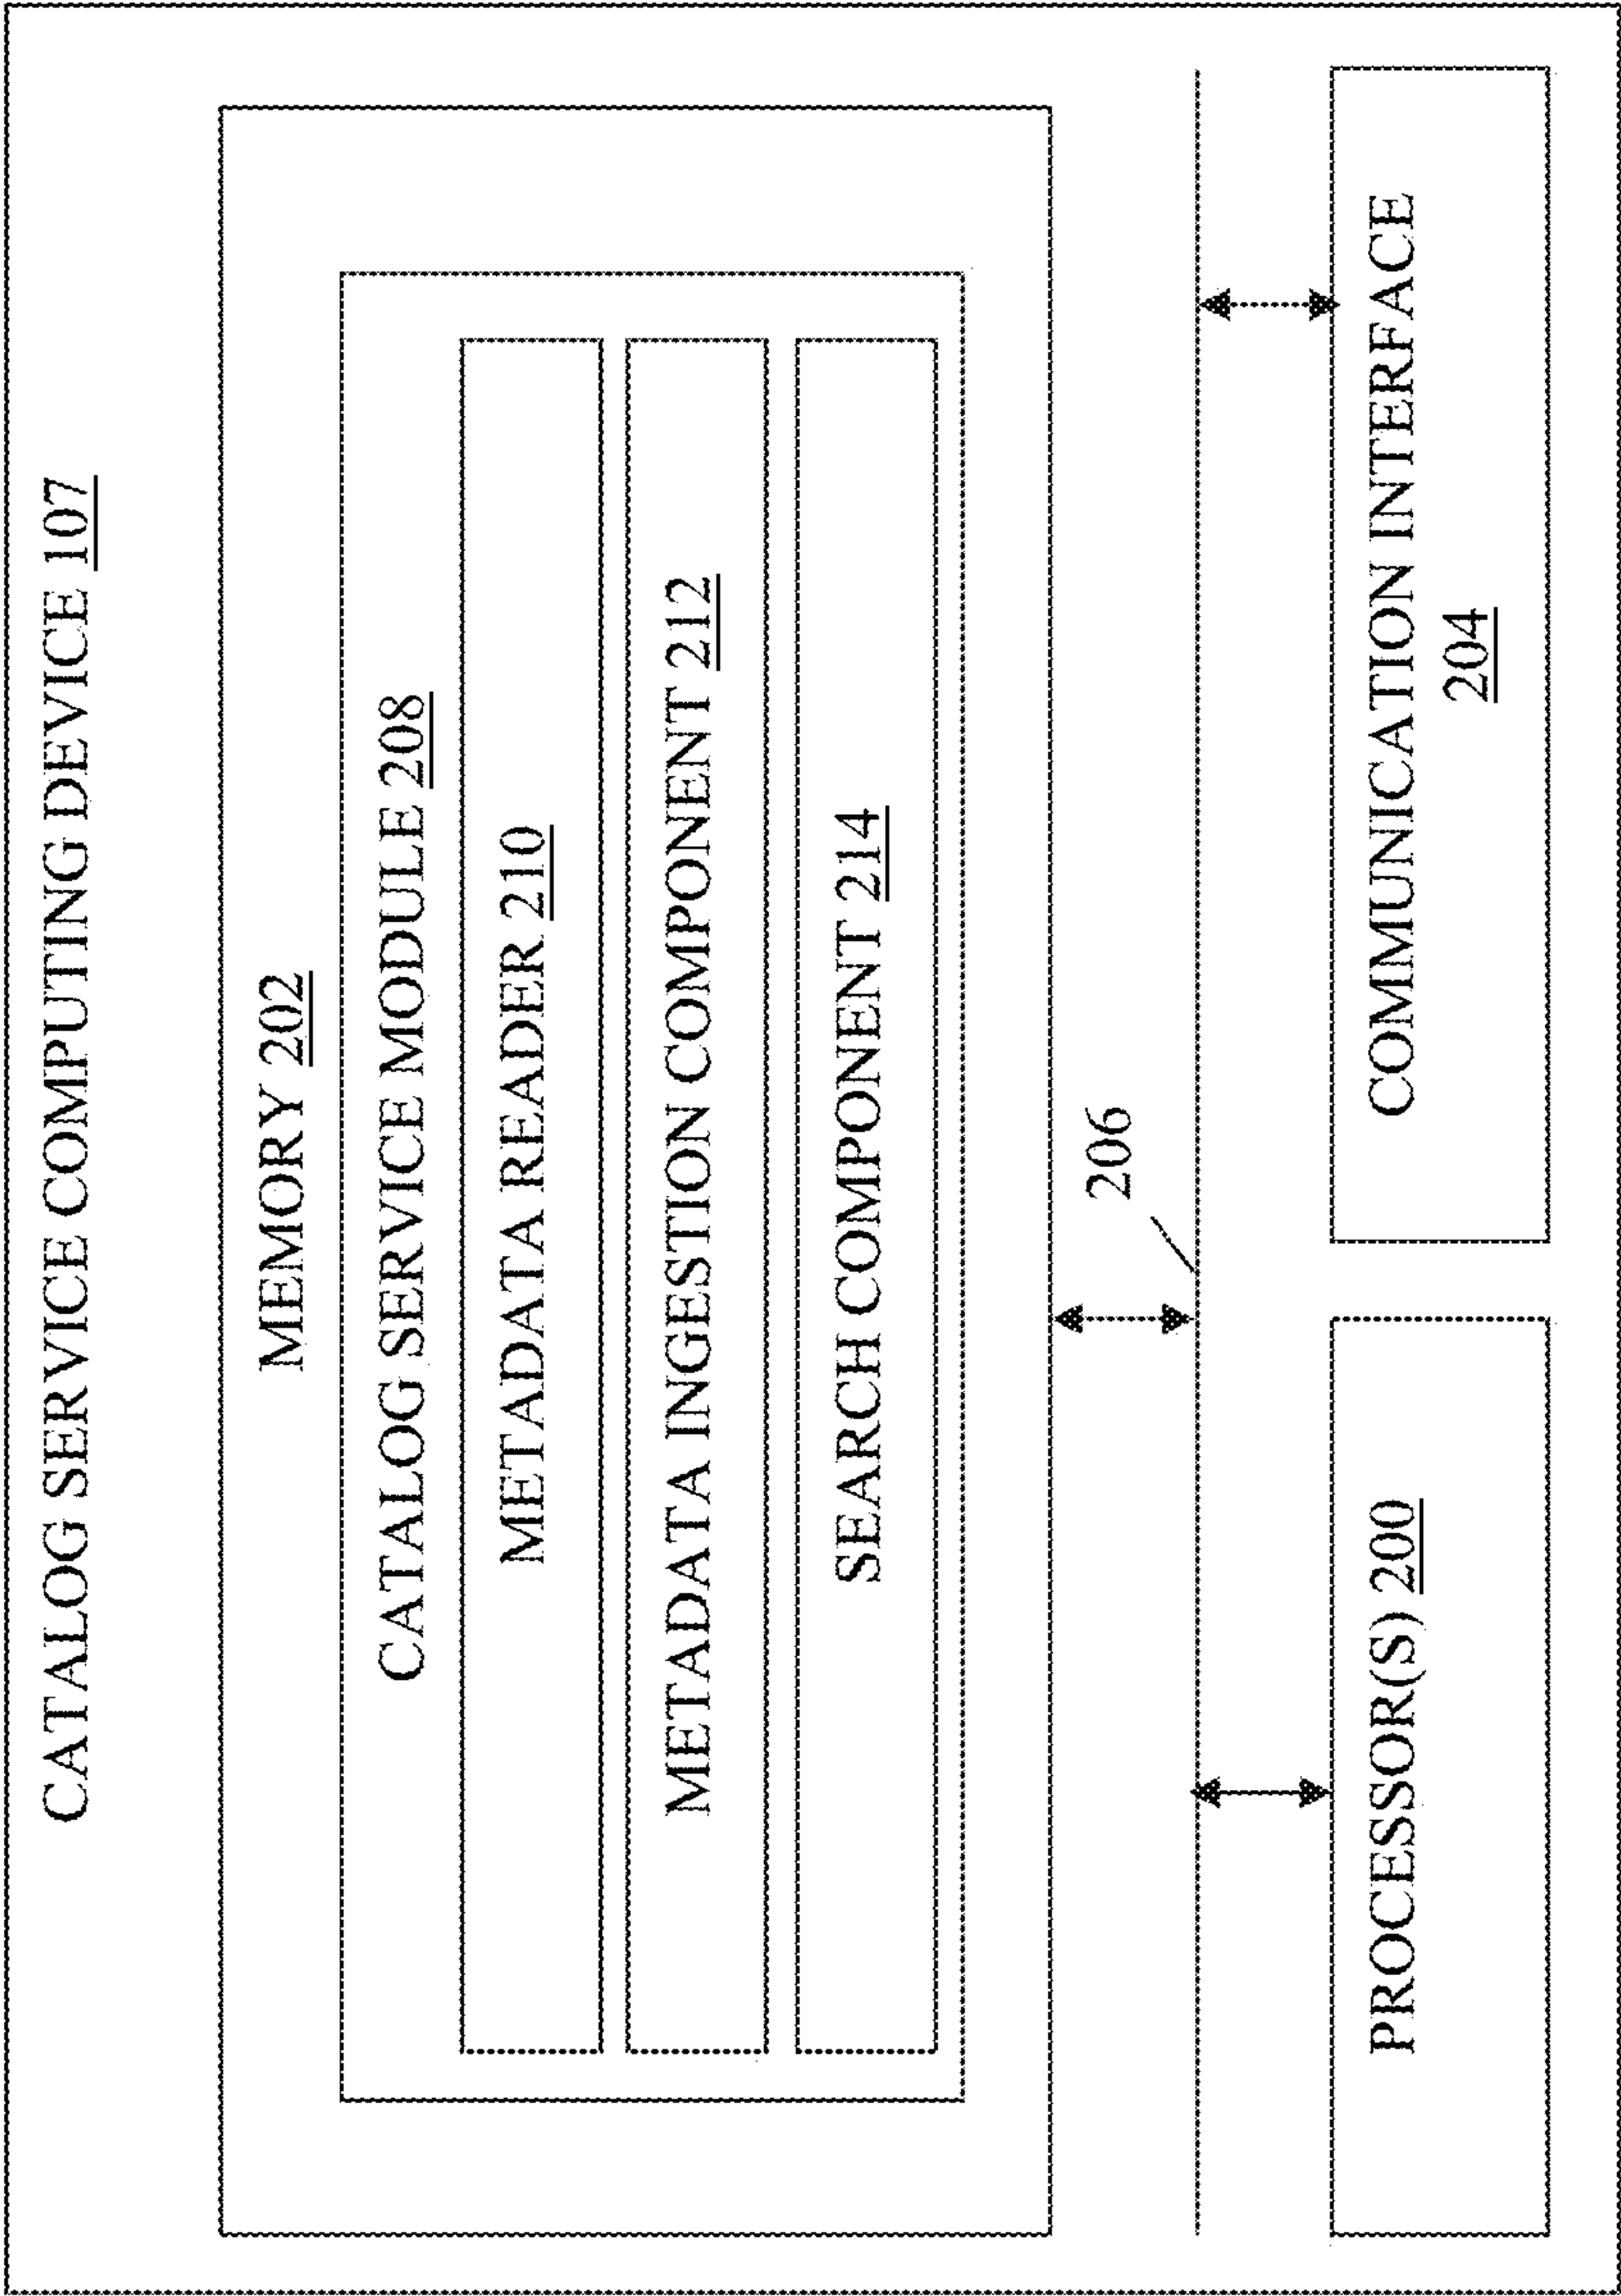 CATALOG SERVICE COMPUTING DEVICE 107
MEMORY 202
CATALOG SERVICE MODULE 208
METADATA READER 210
METADATA INGESTION COMPONENT 212
SEARCH COMPONENT 214
206
PROCESSOR(S) 200
COMMUNICATION INTERFACE
204